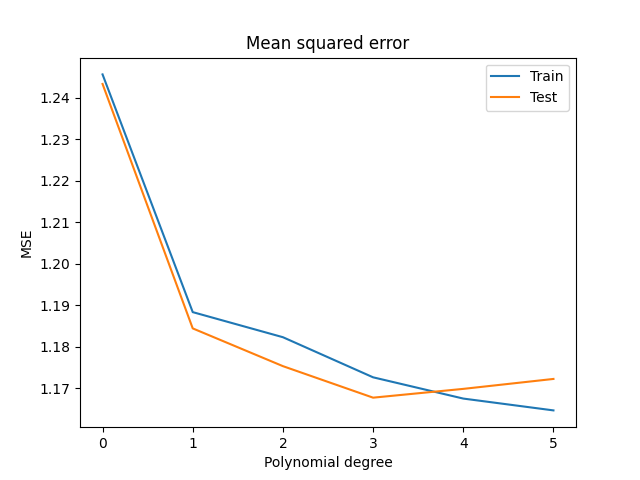 Mean squared error
Train
Test
1.24
1.23
1.22
1.21
1.20
1.19
1.18
1.17
MSE
0 1 2 3 4 5
Polynomial degree